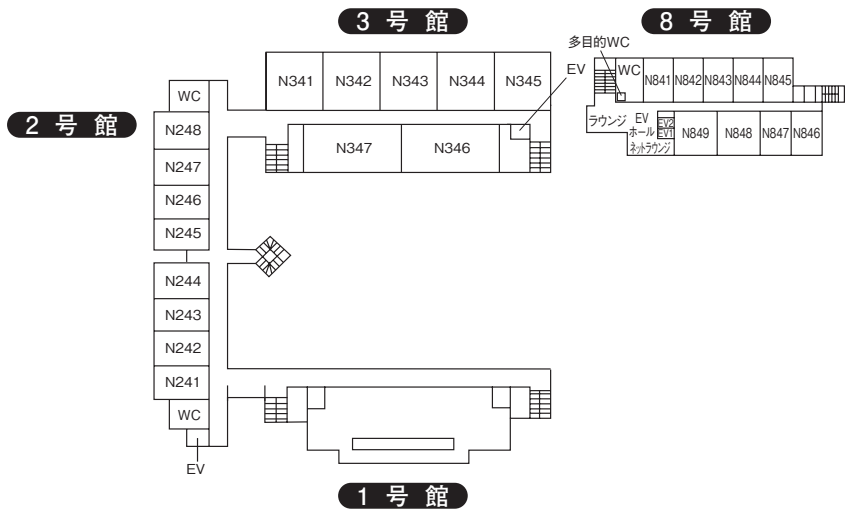 3 号 館
8 号 館
2 号 館
多目的WC
EV
N341 N342 N343 N344 N345
N347 N346
WC
N248
N247
N246
N245
N244
N243
N242
N241
WC
EV
WC N841 N842 N843 N844 N845
ラウンジ
EV
ホール
EV2
EV1
ネットラウンジ
N849 N848 N847 N846
1 号 館